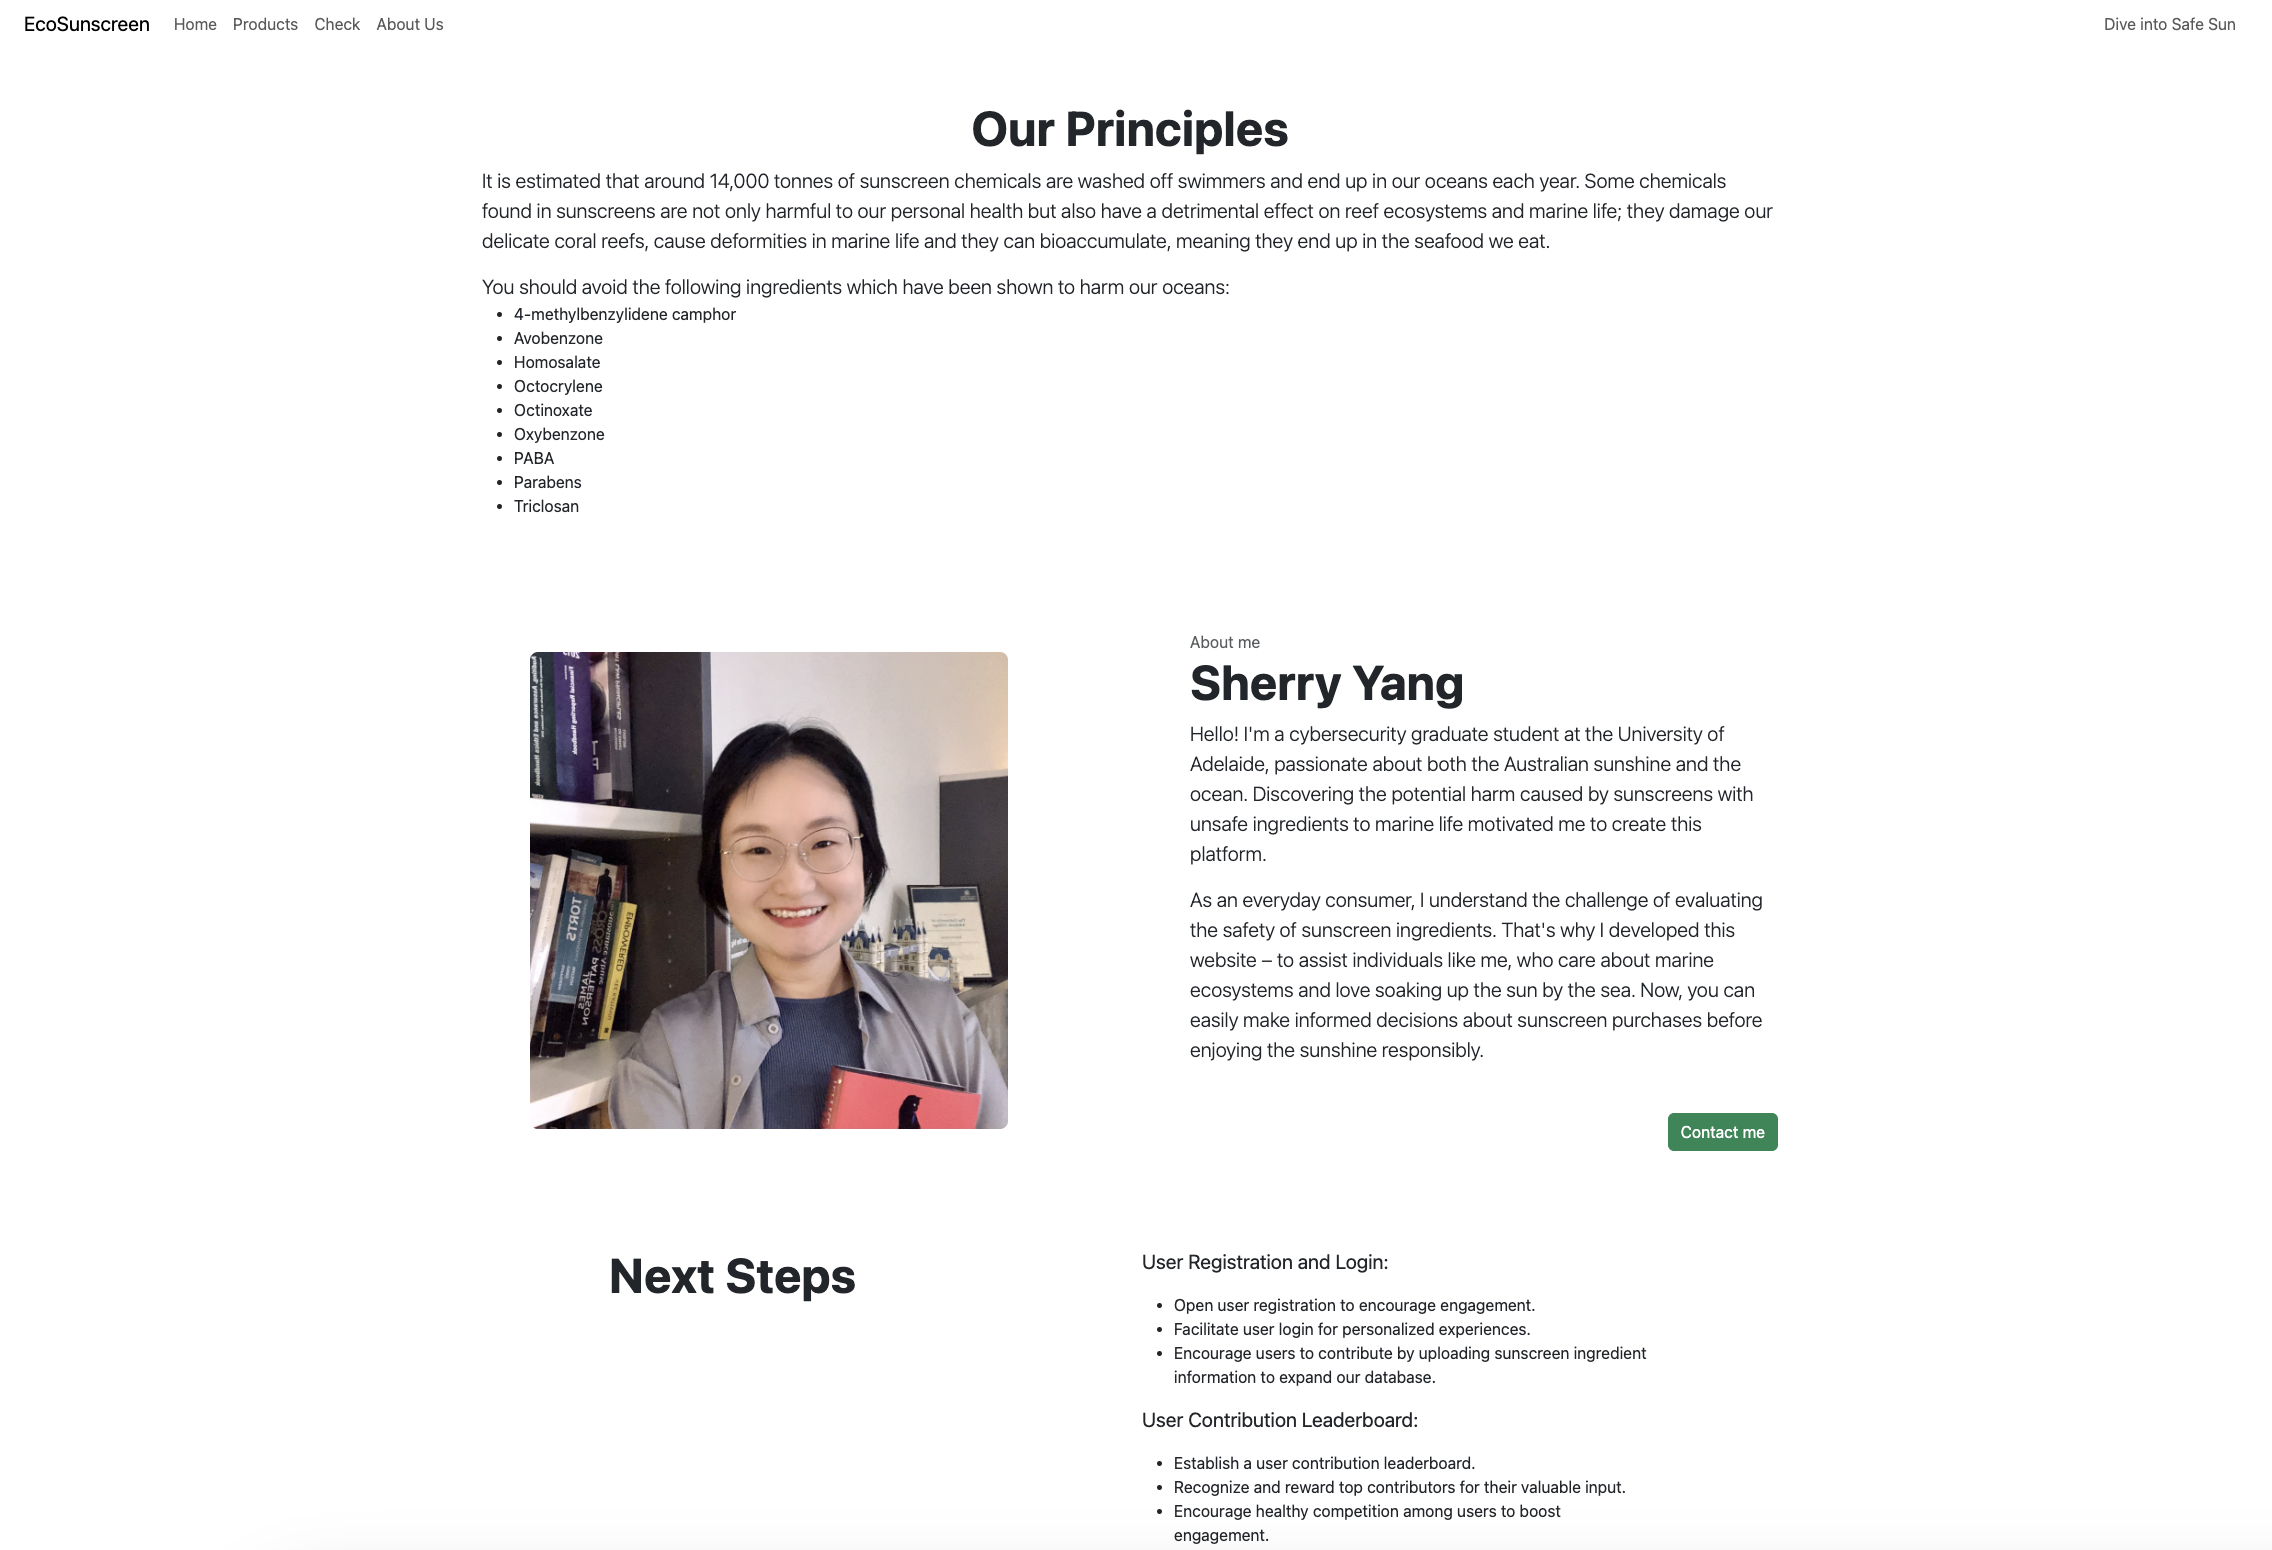 EcoSunscreen Home Products Check About Us Dive into Safe Sun
Our Principles
It is estimated that around 14,000 tonnes of sunscreen chemicals are washed off swimmers and end up in our oceans each year. Some chemicals
found in sunscreens are not only harmful to our personal health but also have a detrimental effect on reef ecosystems and marine life; they damage our
delicate coral reefs, cause deformities in marine life and they can bioaccumulate, meaning they end up in the seafood we eat.
You should avoid the following ingredients which have been shown to harm our oceans:
• 4-methylbenzylidene camphor
• Avobenzone
• Homosalate
• Octocrylene
• Octinoxate
• Oxybenzone
• PABA
• Parabens
• Triclosan
TORTS
CROSS
JAMES PATTERSON
EMPOWERED
About me
Sherry Yang
Hello! I'm a cybersecurity graduate student at the University of
Adelaide, passionate about both the Australian sunshine and the
ocean. Discovering the potential harm caused by sunscreens with
unsafe ingredients to marine life motivated me to create this
platform.
As an everyday consumer, I understand the challenge of evaluating
the safety of sunscreen ingredients. That's why I developed this
website – to assist individuals like me, who care about marine
ecosystems and love soaking up the sun by the sea. Now, you can
easily make informed decisions about sunscreen purchases before
enjoying the sunshine responsibly.
Contact me
Next Steps
User Registration and Login:
• Open user registration to encourage engagement.
• Facilitate user login for personalized experiences.
• Encourage users to contribute by uploading sunscreen ingredient
information to expand our database.
User Contribution Leaderboard:
• Establish a user contribution leaderboard.
• Recognize and reward top contributors for their valuable input.
• Encourage healthy competition among users to boost
engagement.